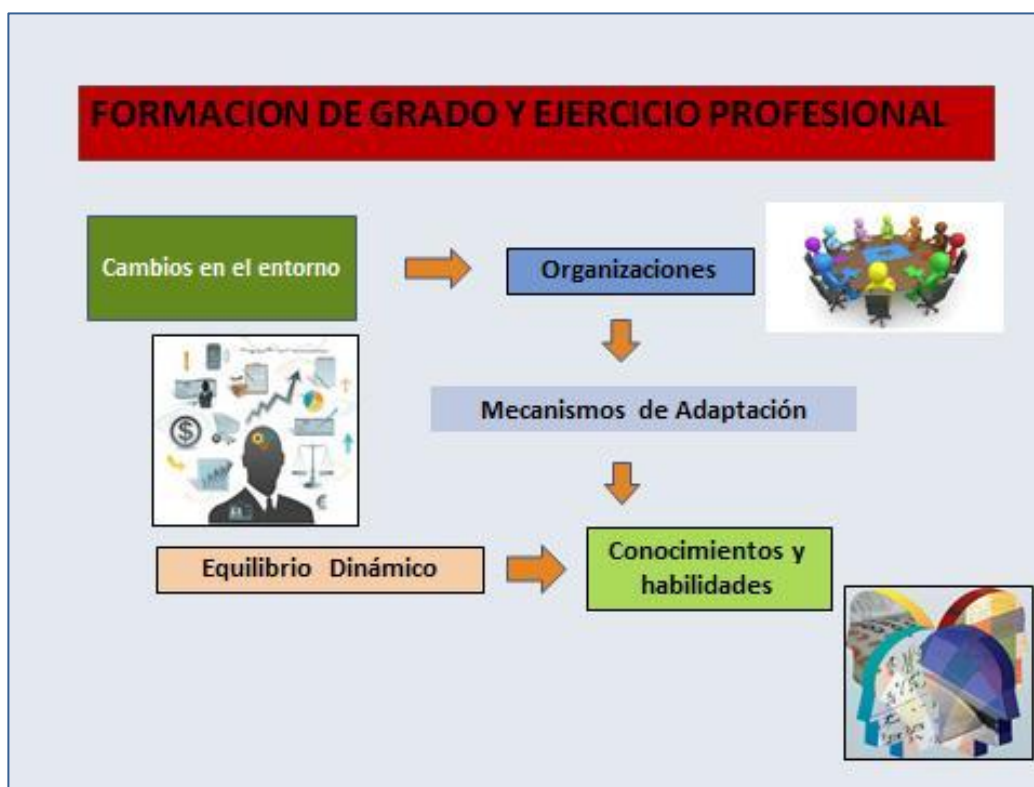 FORMACION DE GRADO Y EJERCICIO PROFESIONAL
Cambios en el entorno
Organizaciones
Mecanismos de Adaptación
Equilibrio Dinámico
Conocimientos y
habilidades